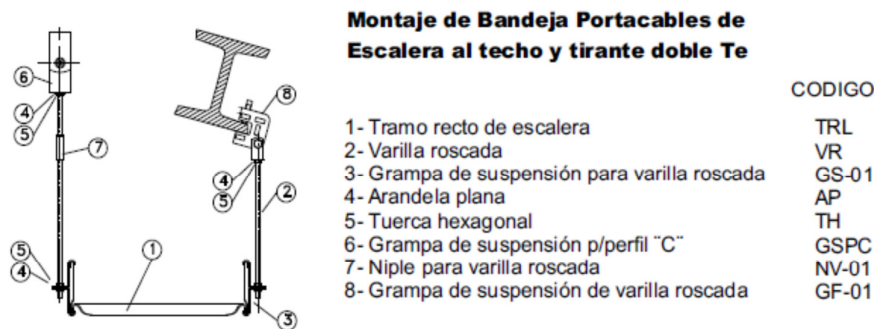 Montaje de Bandeja Portacables de
Escalera al techo y tirante doble Te
CODIGO
1- Tramo recto de escalera TRL
2- Varilla roscada VR
3- Grampa de suspensión para varilla roscada GS-01
4- Arandela plana AP
5- Tuerca hexagonal TH
6- Grampa de suspensión p/perfil ¨C¨ GSPC
7- Niple para varilla roscada NV-01
8- Grampa de suspensión de varilla roscada GF-01
6
4
5
7
8
4
5
2
5
4
1
3